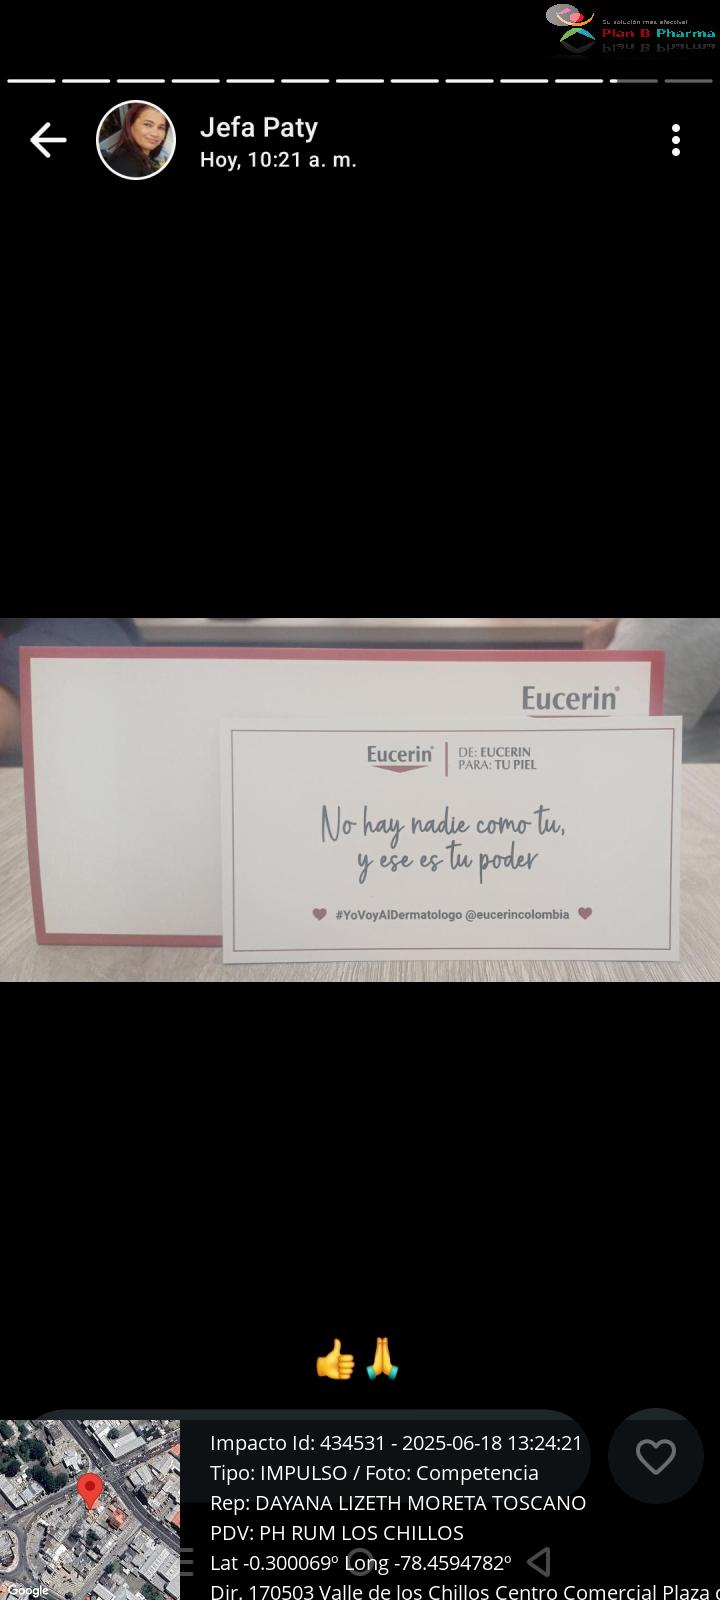 Su solución más efectiva!
Plan B Pharma
Jefa Paty
Hoy, 10:21 a. m.
Eucerin®
Eucerin®
DE: EUCERIN
PARA: TU PIEL
No hay nadie como tu,
y ese es tu poder
#YoVoyAlDermatologo @eucerincolombia
Impacto Id: 434531 - 2025-06-18 13:24:21
Tipo: IMPULSO / Foto: Competencia
Rep: DAYANA LIZETH MORETA TOSCANO
PDV: PH RUM LOS CHILLOS
Lat -0.300069º Long -78.4594782º
Dir. 170503 Valle de los Chillos Centro Comercial Plaza
Google